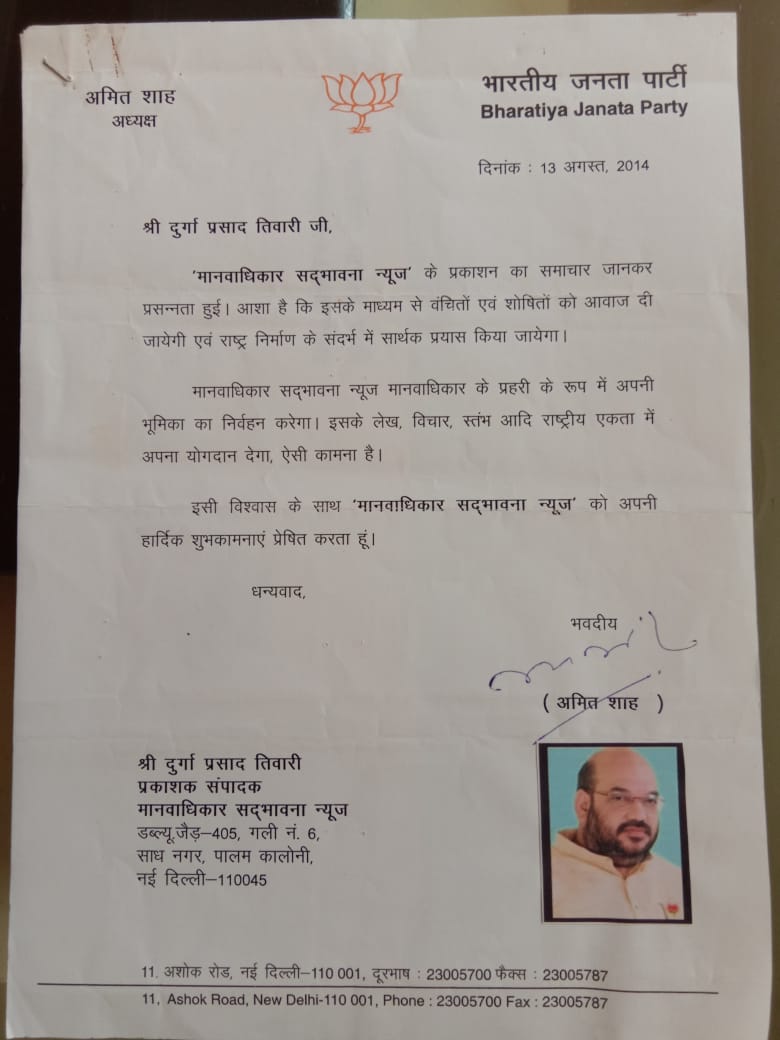 अमित शाह
अध्यक्ष
भारतीय जनता पार्टी
Bharatiya Janata Party
दिनांक : 13 अगस्त, 2014
श्री दुर्गा प्रसाद तिवारी जी,
'मानवाधिकार सद्भावना न्यूज' के प्रकाशन का समाचार जानकर
प्रसन्नता हुई। आशा है कि इसके माध्यम से वंचितों एवं शोषितों को आवाज दी
जायेगी एवं राष्ट्र निर्माण के संदर्भ में सार्थक प्रयास किया जायेगा।
मानवाधिकार सद्भावना न्यूज मानवाधिकार के प्रहरी के रूप में अपनी
भूमिका का निर्वहन करेगा। इसके लेख, विचार, स्तंभ आदि राष्ट्रीय एकता में
अपना योगदान देगा, ऐसी कामना है।
इसी विश्वास के साथ 'मानवाधिकार सद्भावना न्यूज' को अपनी
हार्दिक शुभकामनाएं प्रेषित करता हूं।
धन्यवाद,
भवदीय
( अमित शाह )
श्री दुर्गा प्रसाद तिवारी
प्रकाशक संपादक
मानवाधिकार सद्भावना न्यूज
डब्ल्यू.जैड़–405, गली नं. 6,
साध नगर, पालम कालोनी,
नई दिल्ली–110045
11, अशोक रोड, नई दिल्ली–110 001, दूरभाष : 23005700 फैक्स : 23005787
11, Ashok Road, New Delhi-110 001, Phone : 23005700 Fax : 23005787